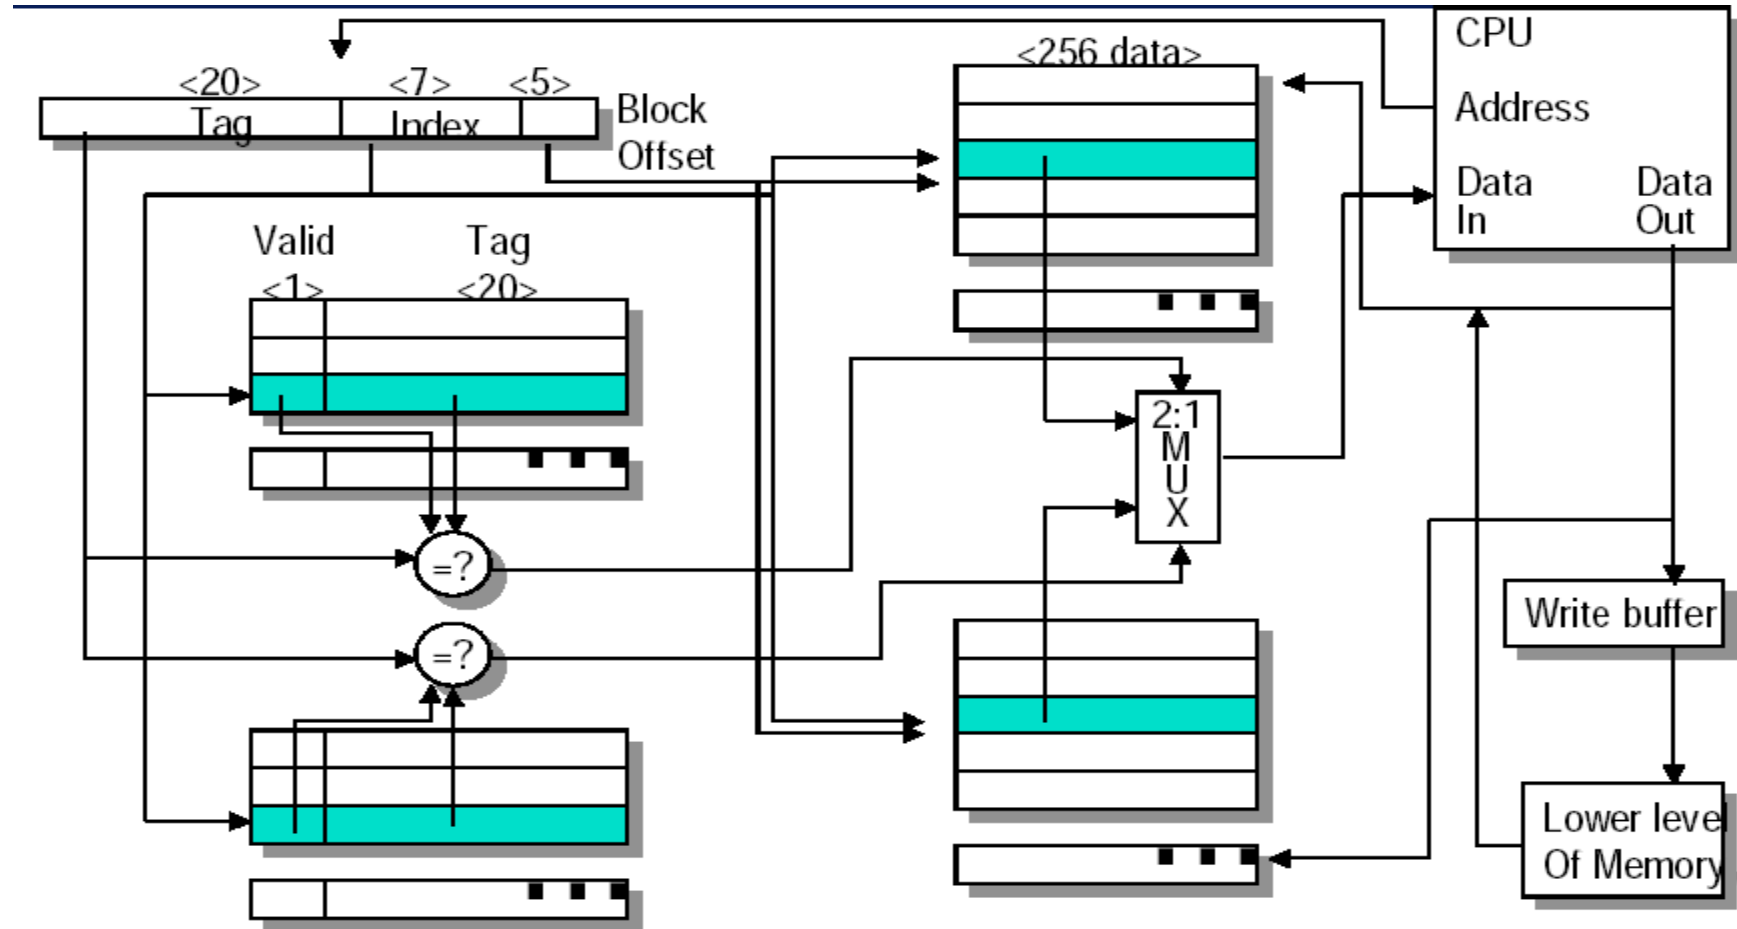 <256 data>
CPU
Address
Data
In
Data
Out
<20>
<7>
<5>
Tag
Index
Block
Offset
Valid
Tag
<1>
<20>
=?
=?
2:1
M
U
X
Write buffer
Lower level
Of Memory